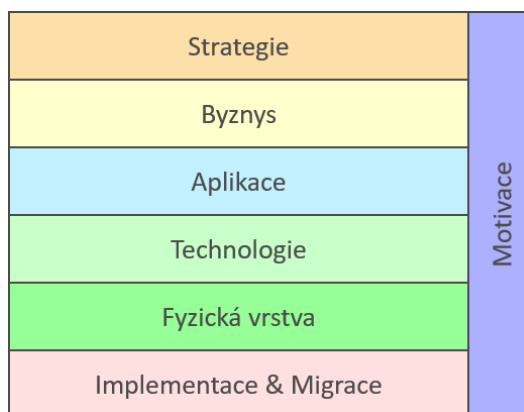 Strategie
Byznys
Aplikace
Technologie
Fyzická vrstva
Implementace & Migrace
Motivace